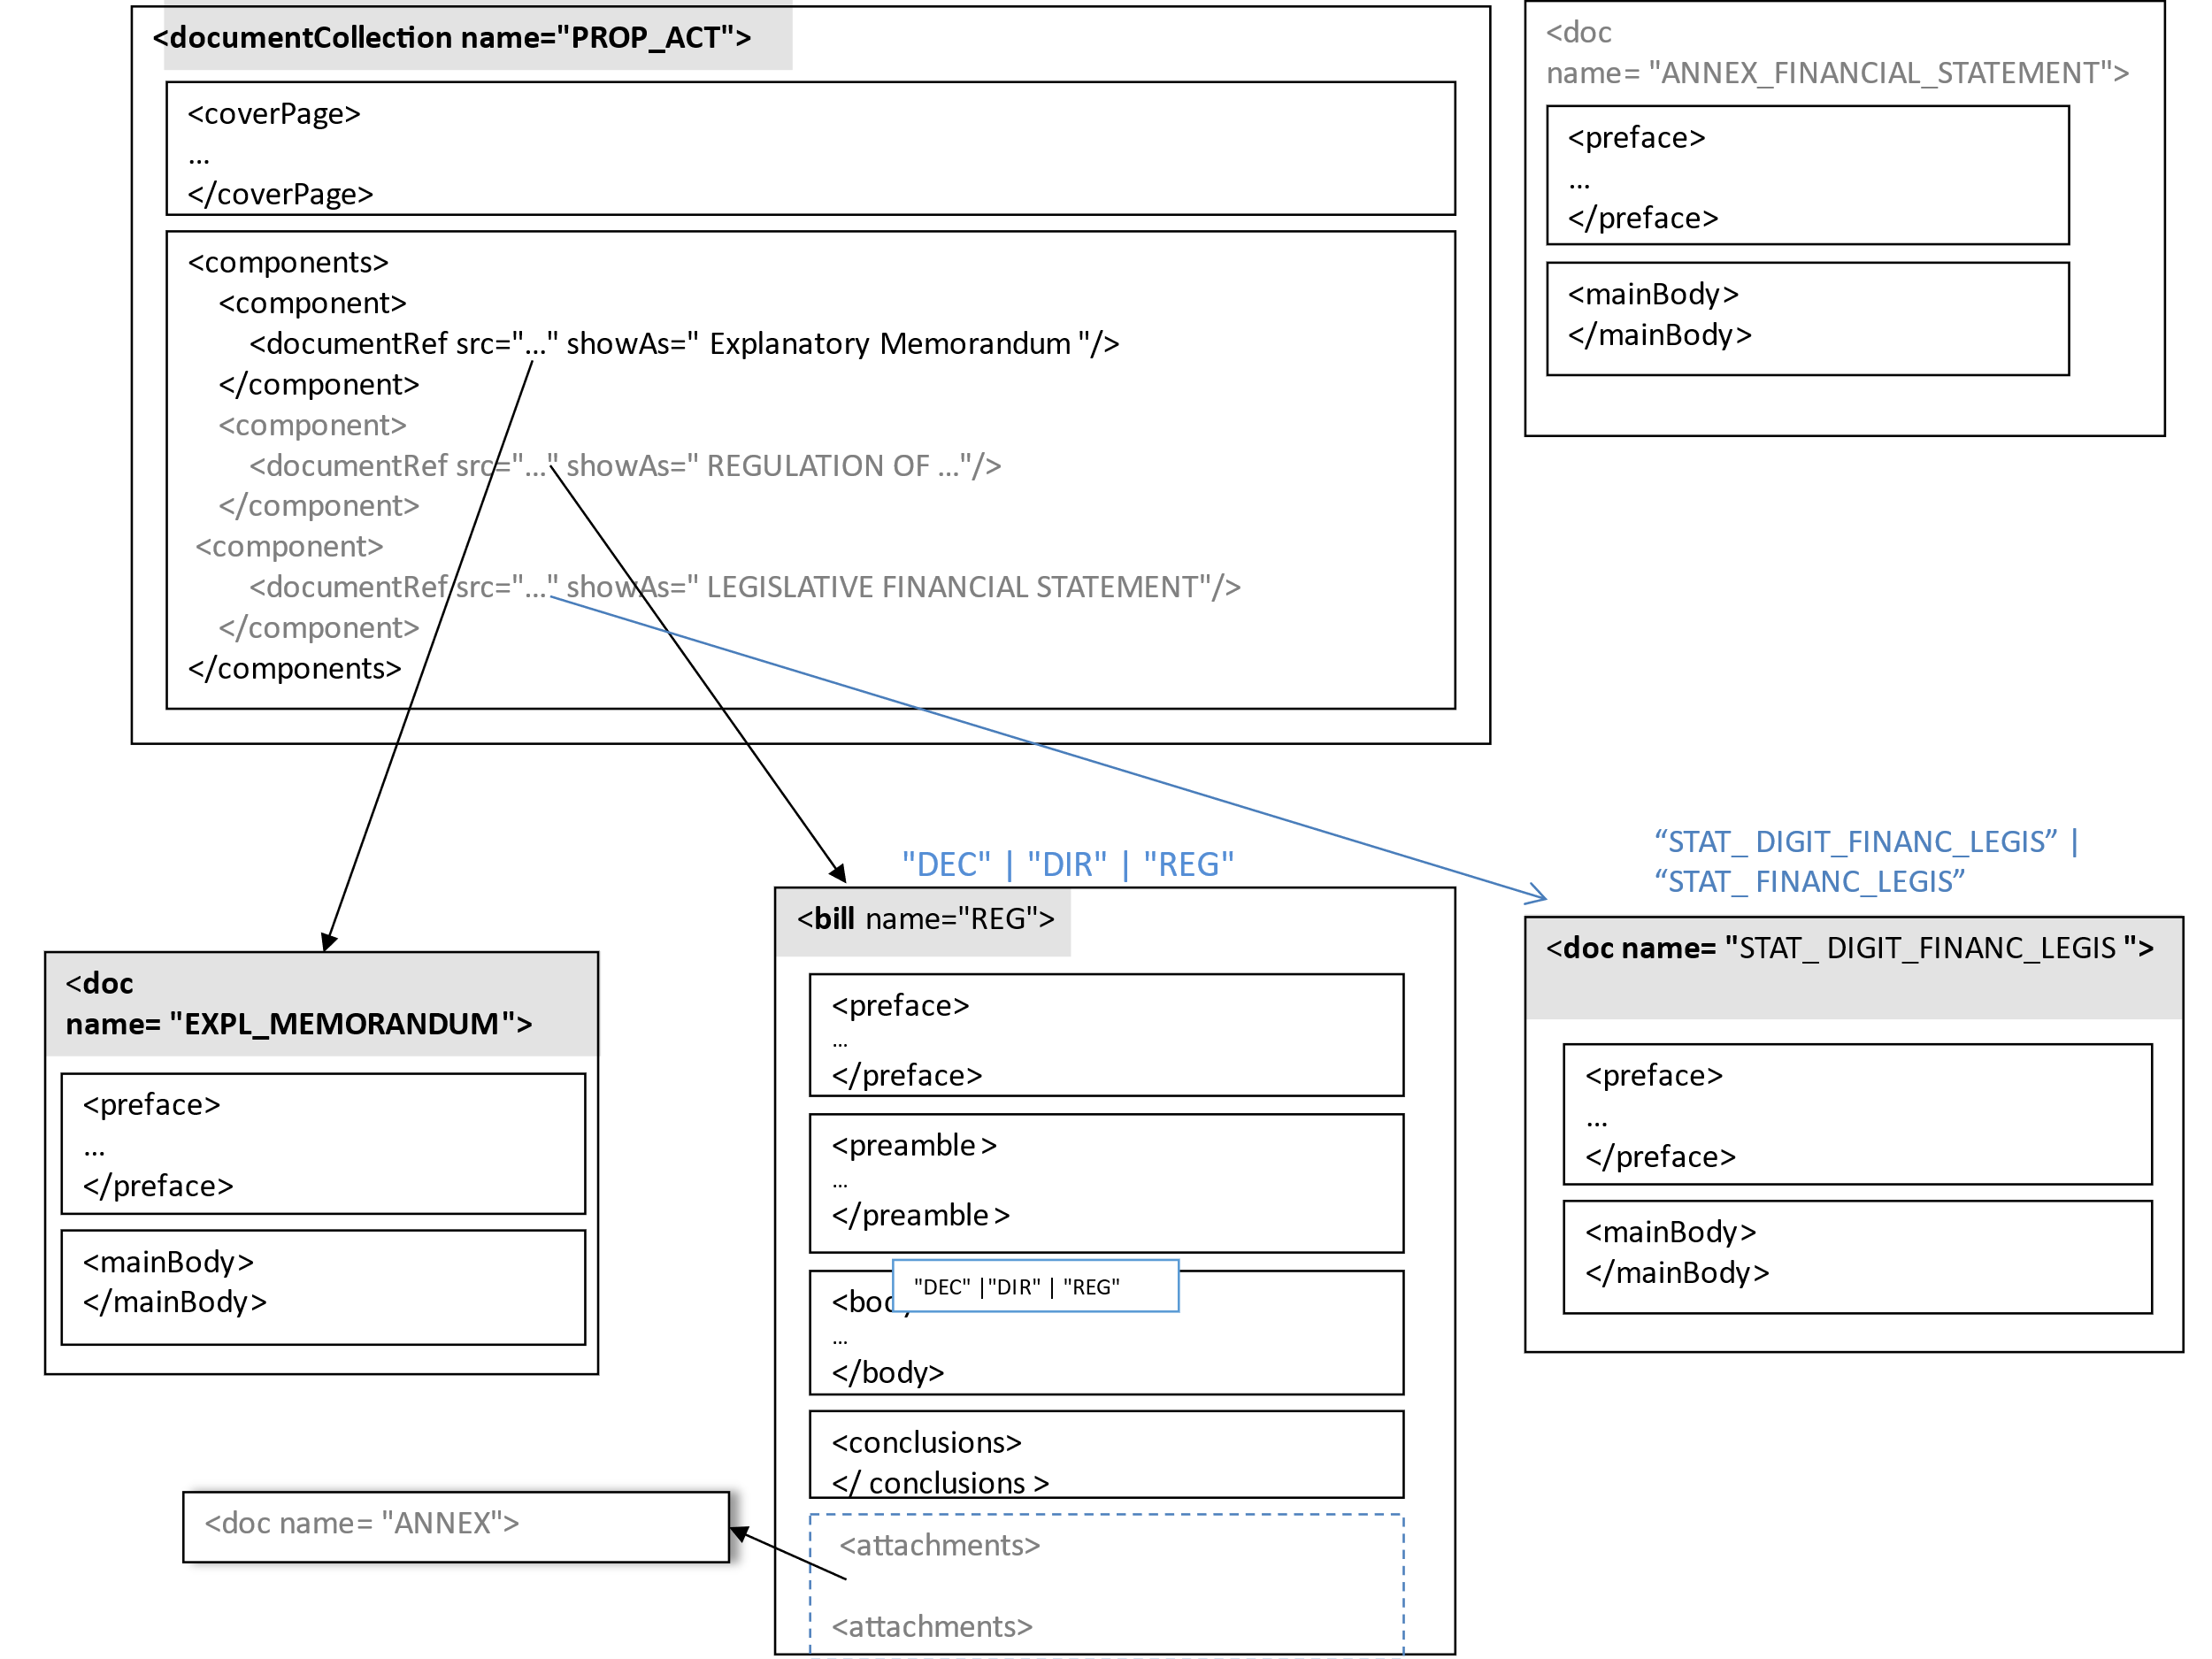 <documentCollection name="PROP_ACT">
<coverPage>
...
</coverPage>
<components>
<component>
<documentRef src="..." showAs=" Explanatory Memorandum "/>
</component>
<component>
<documentRef src="..." showAs=" REGULATION OF ..."/>
</component>
<component>
<documentRef src="..." showAs=" LEGISLATIVE FINANCIAL STATEMENT"/>
</component>
</components>
<doc
name= "ANNEX_FINANCIAL_STATEMENT">
<preface>
...
</preface>
<mainBody>
</mainBody>
<doc
name= "EXPL_MEMORANDUM">
<preface>
...
</preface>
<mainBody>
</mainBody>
"DEC" | "DIR" | "REG"
<bill name="REG">
<preface>
...
</preface>
<preamble >
...
</preamble >
"DEC" |"DIR" | "REG"
<body
...
</body>
<conclusions>
</ conclusions >
<attachments>
<attachments>
<doc name= "ANNEX">
“STAT_ DIGIT_FINANC_LEGIS” |
“STAT_ FINANC_LEGIS”
<doc name= "STAT_ DIGIT_FINANC_LEGIS ">
<preface>
...
</preface>
<mainBody>
</mainBody>